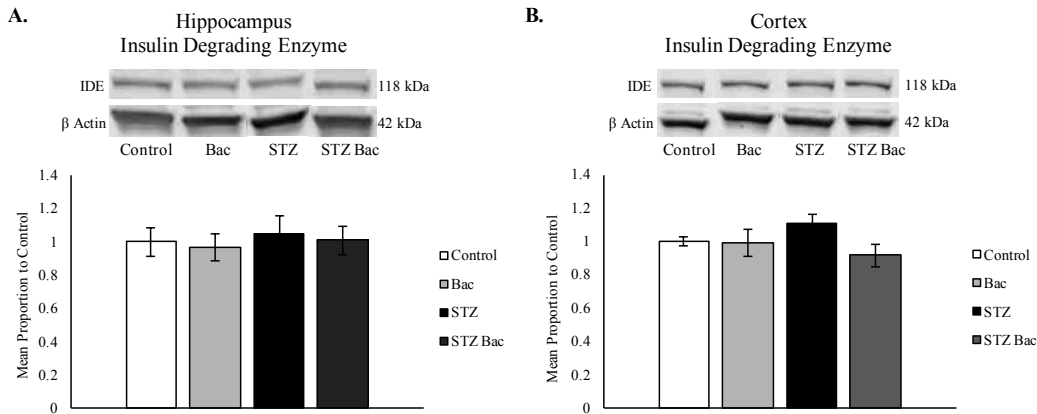 A.
Hippocampus
Insulin Degrading Enzyme
IDE
118 kDa
β Actin
42 kDa
Control Bac STZ STZ Bac
Mean Proportion to Control
1.4
1.2
1
0.8
0.6
0.4
0.2
0
Control
Bac
STZ
STZ Bac
B.
Cortex
Insulin Degrading Enzyme
IDE
118 kDa
β Actin
42 kDa
Control Bac STZ STZ Bac
Mean Proportion to Control
1.4
1.2
1
0.8
0.6
0.4
0.2
0
Control
Bac
STZ
STZ Bac